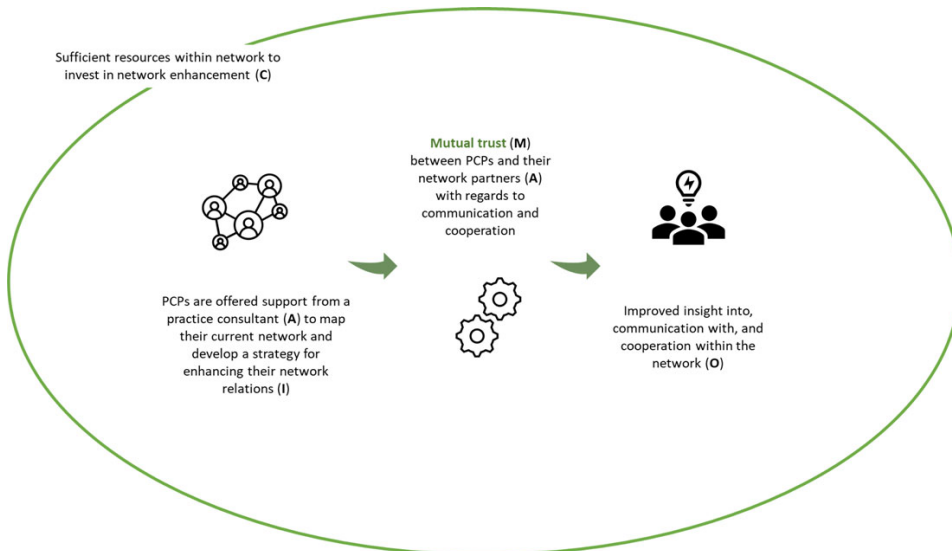 Sufficient resources within network to
invest in network enhancement (C)
Mutual trust (M)
between PCPs and their
network partners (A)
with regards to
communication and
cooperation
PCPs are offered support from a
practice consultant (A) to map
their current network and
develop a strategy for
enhancing their network
relations (I)
Improved insight into,
communication with, and
cooperation within the
network (O)